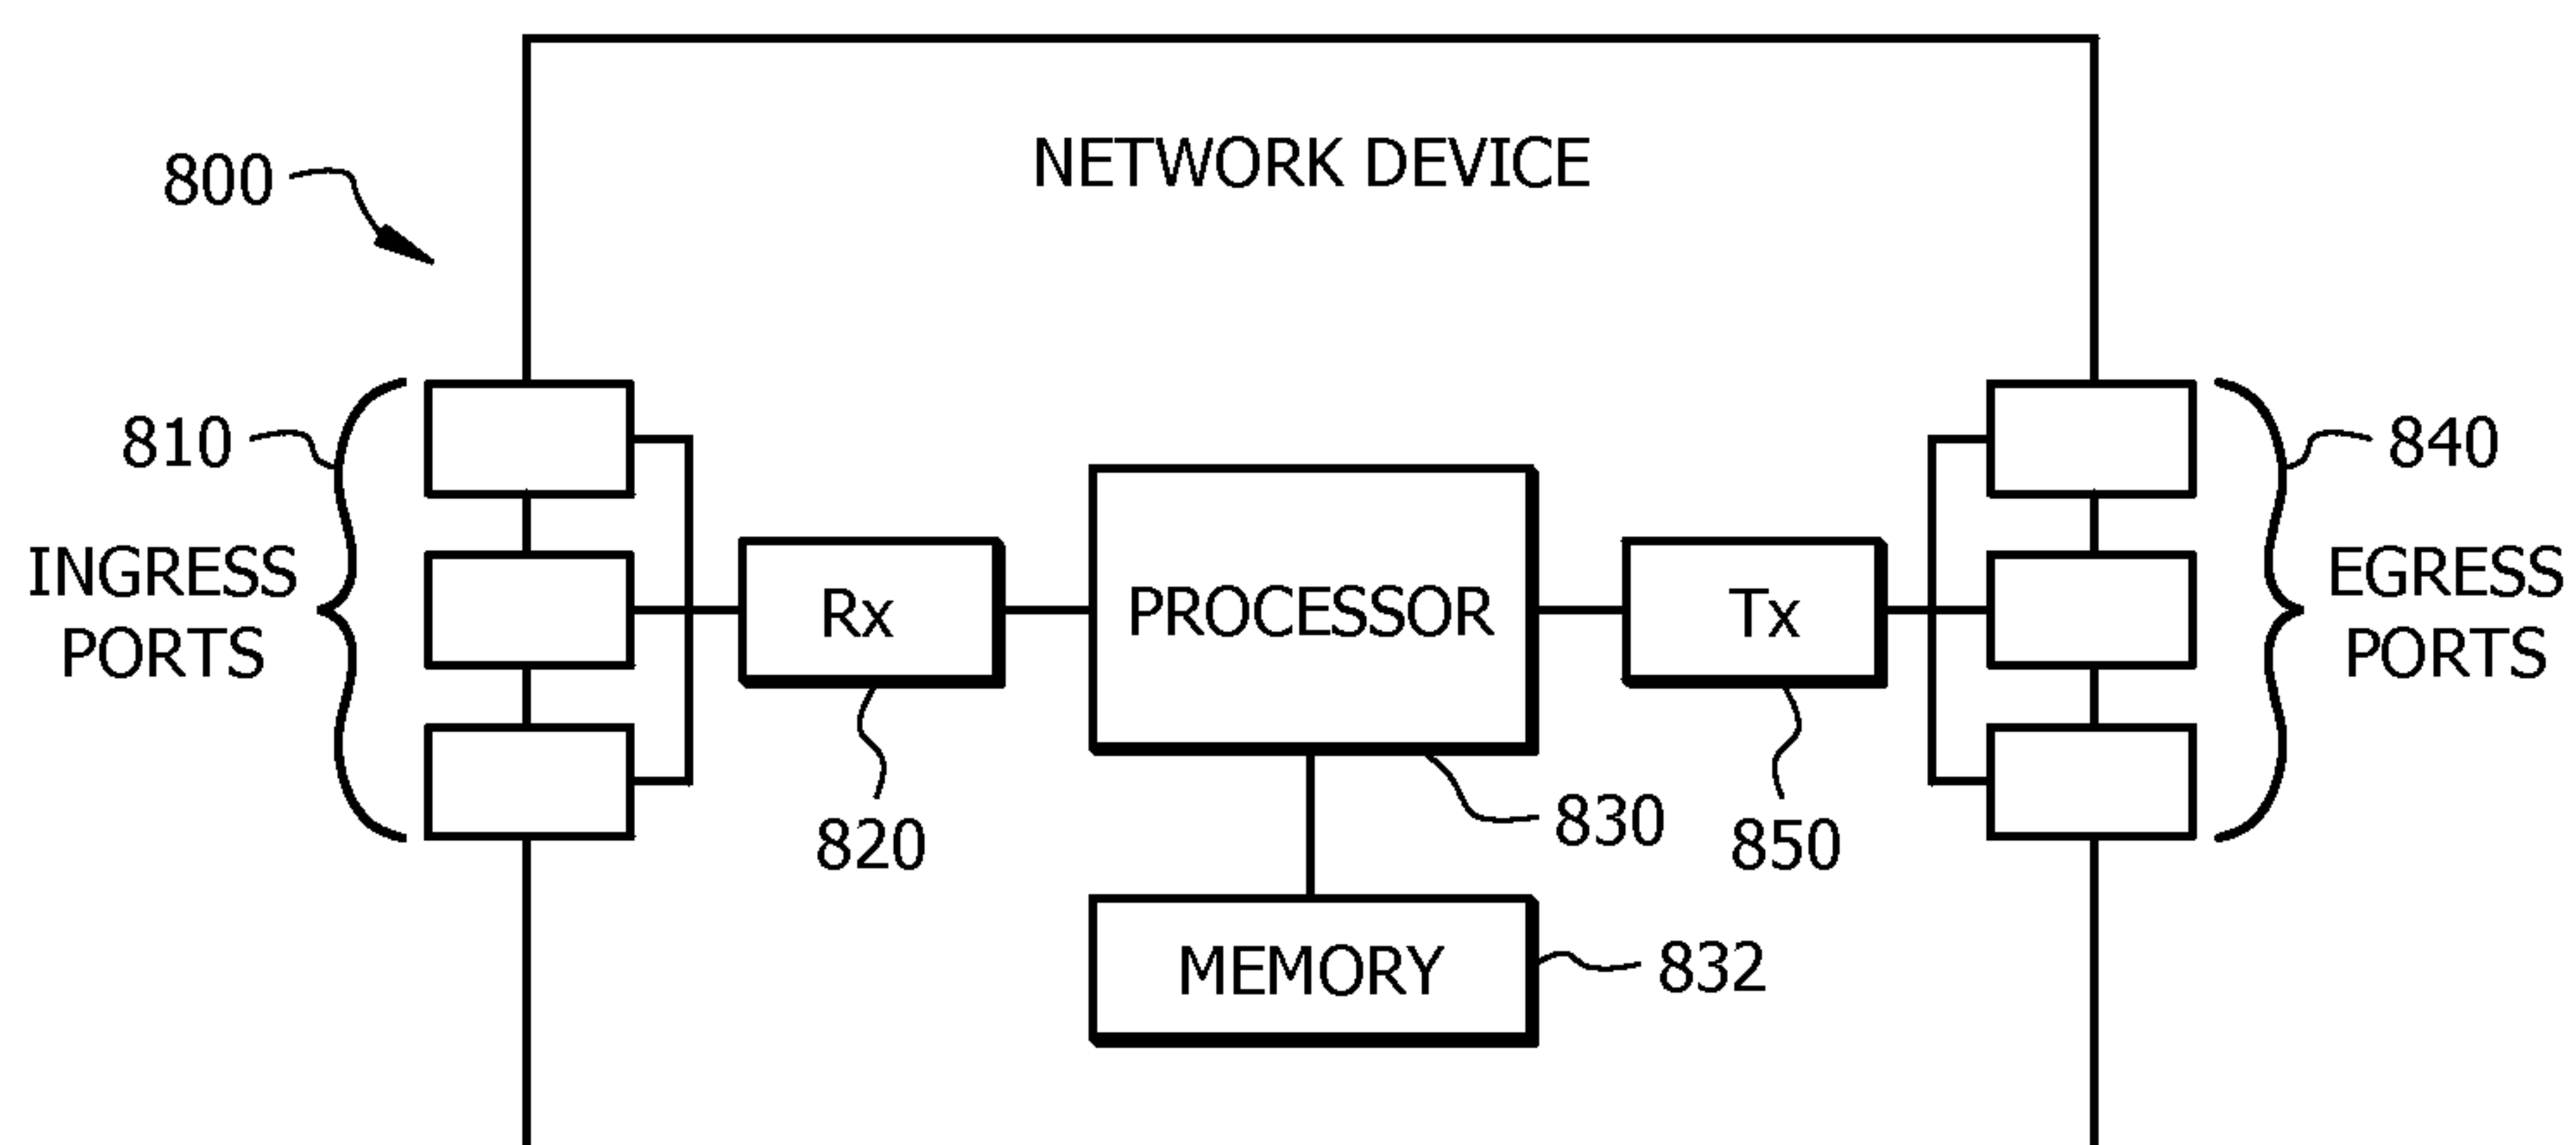 NETWORK DEVICE
800
810
840
INGRESS
PORTS
Rx
PROCESSOR
Tx
EGRESS
PORTS
820
830
850
MEMORY
832